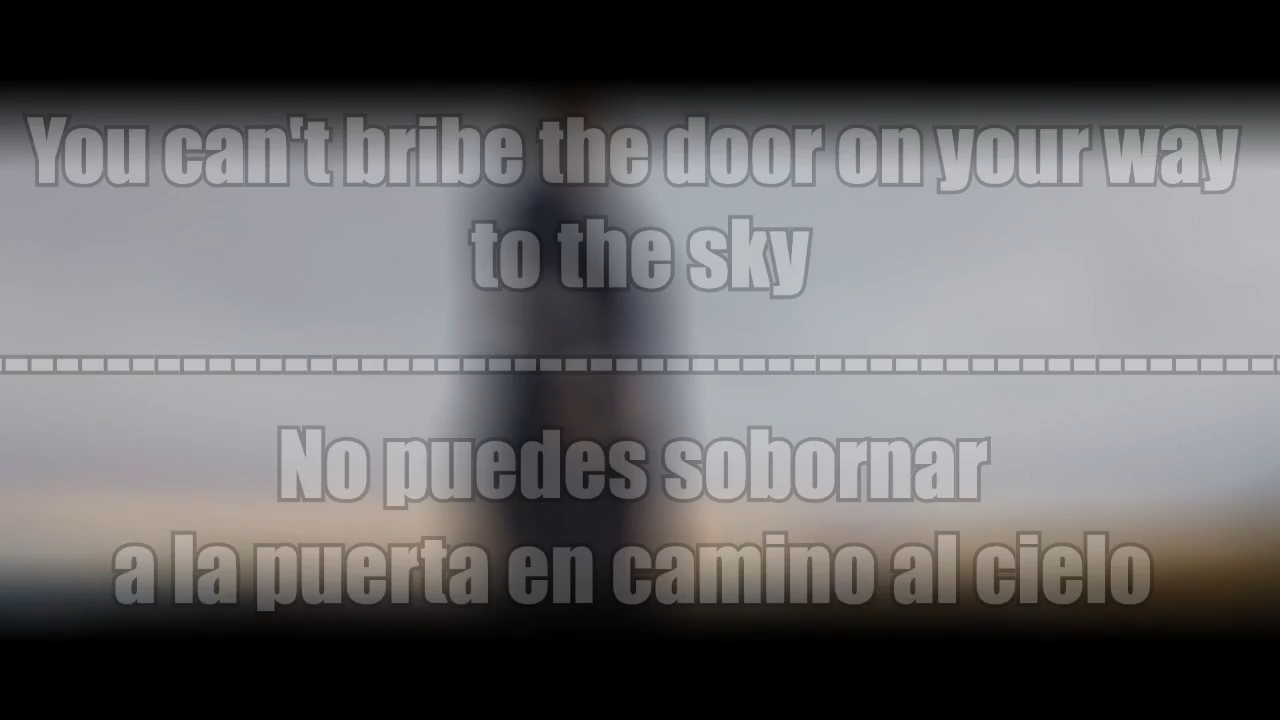 You can't bribe the door on your way
to the sky
No puedes sobornar
a la puerta en camino al cielo